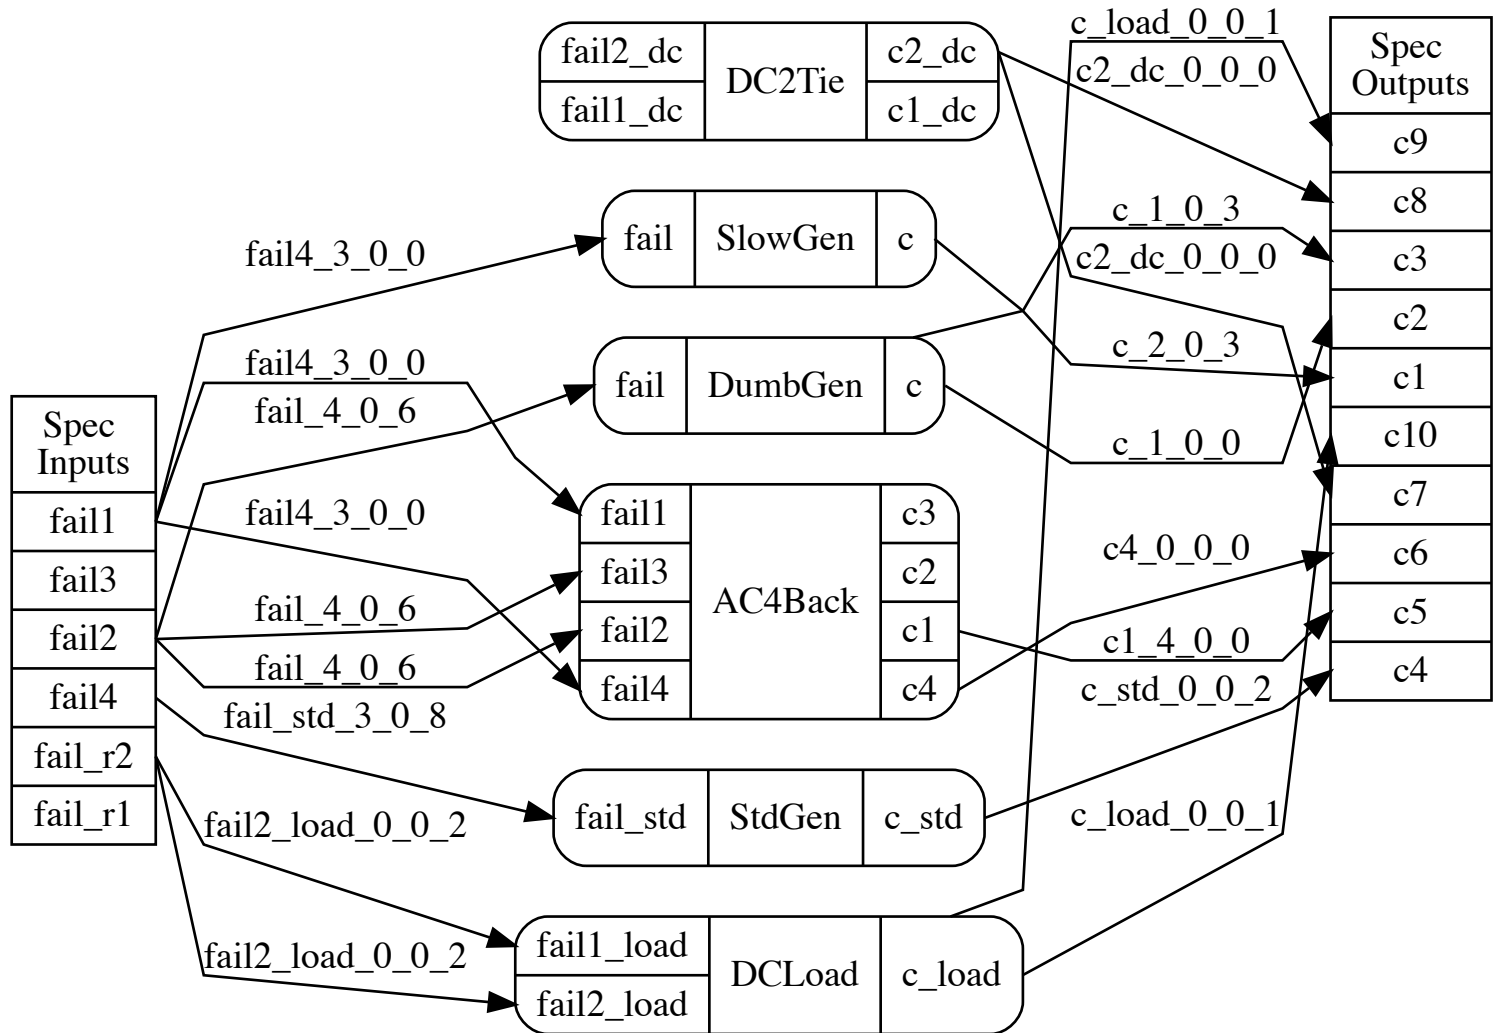 c_load_0_0_1
fail2_dc
fail1_dc
DC2Tie
c2_dc
c1_dc
c2_dc_0_0_0
Spec
Outputs
c9
c8
c3
c2
c1
c10
c7
c6
c5
c4
fail4_3_0_0
fail
SlowGen
c
c_1_0_3
c2_dc_0_0_0
fail4_3_0_0
fail
DumbGen
c
c_2_0_3
fail_4_0_6
c_1_0_0
Spec
Inputs
fail1
fail3
fail2
fail4
fail_r2
fail_r1
fail4_3_0_0
fail_4_0_6
fail_4_0_6
fail1
fail3
fail2
fail4
AC4Back
c3
c2
c1
c4
c4_0_0_0
c1_4_0_0
fail_std_3_0_8
c_std_0_0_2
fail_std
StdGen
c_std
c_load_0_0_1
fail2_load_0_0_2
fail2_load_0_0_2
fail1_load
fail2_load
DCLoad
c_load